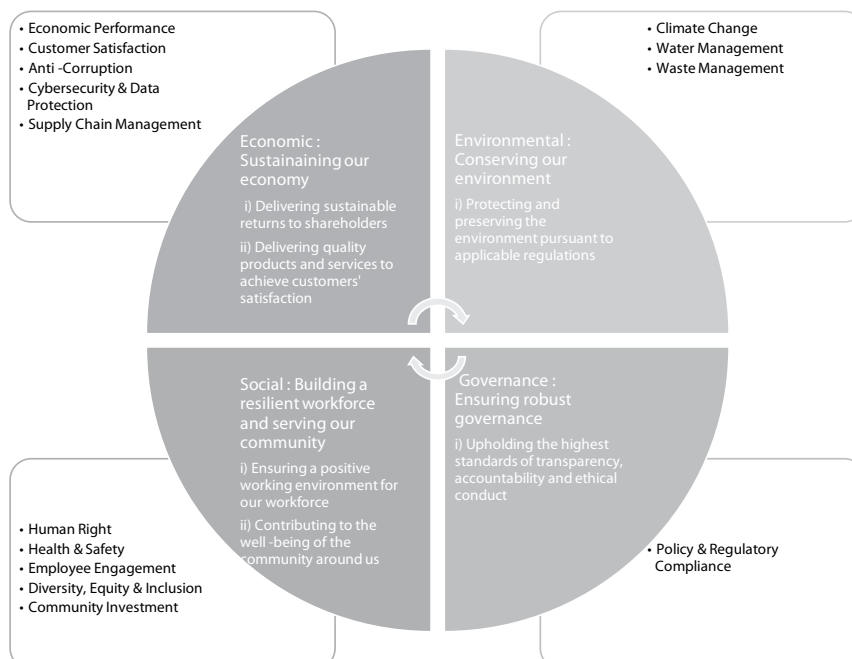 • Economic Performance
• Customer Satisfaction
• Anti -Corruption
• Cybersecurity & Data
Protection
• Supply Chain Management
• Climate Change
• Water Management
• Waste Management
Economic :
Sustainaining our
economy
i) Delivering sustainable
returns to shareholders
ii) Delivering quality
products and services to
achieve customers'
satisfaction
Environmental :
Conserving our
environment
i) Protecting and
preserving the
environment pursuant to
applicable regulations
Social : Building a
resilient workforce
and serving our
community
i) Ensuring a positive
working environment for
our workforce
ii) Contributing to the
well -being of the
community around us
Governance :
Ensuring robust
governance
i) Upholding the highest
standards of transparency,
accountability and ethical
conduct
• Human Right
• Health & Safety
• Employee Engagement
• Diversity, Equity & Inclusion
• Community Investment
• Policy & Regulatory
Compliance